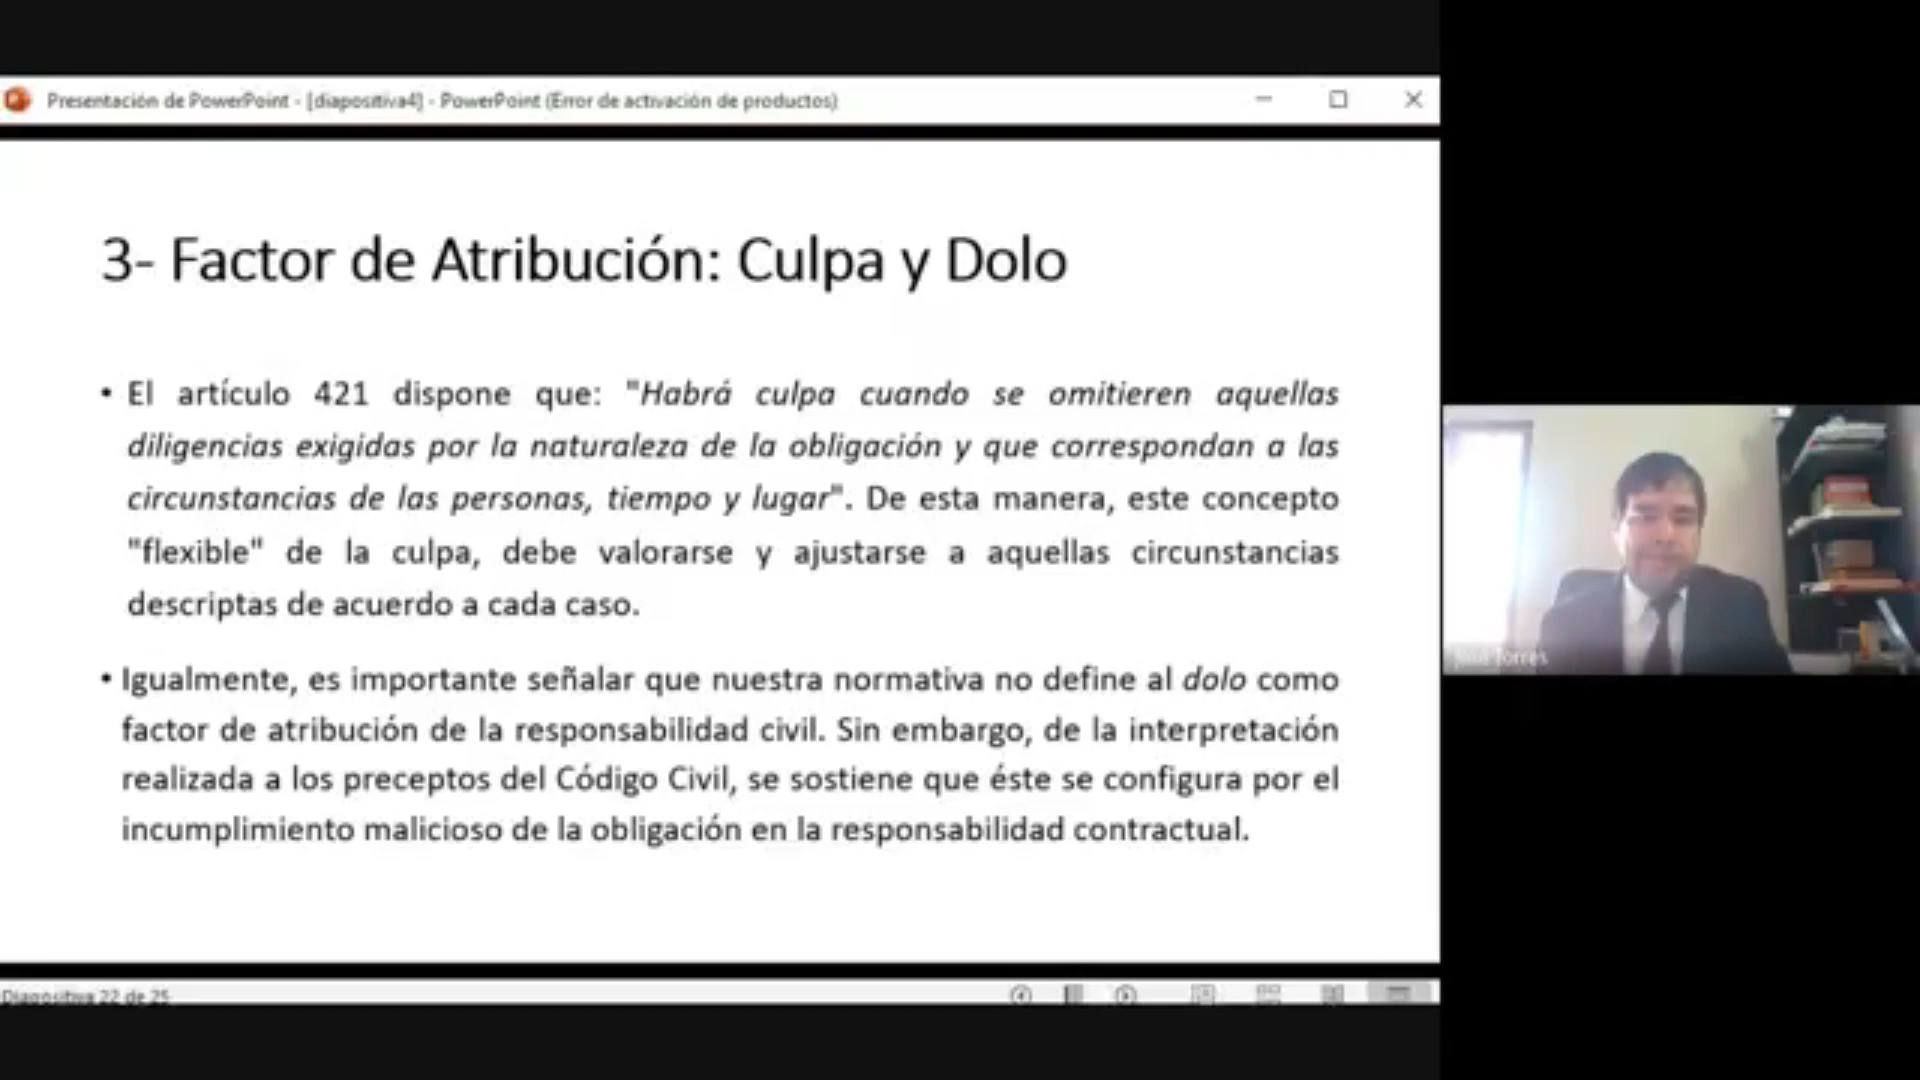 Presentación de PowerPoint - [diapositiva4] - PowerPoint (Error de activación de productos)
3- Factor de Atribución: Culpa y Dolo
• El artículo 421 dispone que: "Habrá culpa cuando se omitieren aquellas
diligencias exigidas por la naturaleza de la obligación y que correspondan a las
circunstancias de las personas, tiempo y lugar". De esta manera, este concepto
"flexible" de la culpa, debe valorarse y ajustarse a aquellas circunstancias
descriptas de acuerdo a cada caso.
• Igualmente, es importante señalar que nuestra normativa no define al dolo como
factor de atribución de la responsabilidad civil. Sin embargo, de la interpretación
realizada a los preceptos del Código Civil, se sostiene que éste se configura por el
incumplimiento malicioso de la obligación en la responsabilidad contractual.
Torres
Diapositiva 22 de 25